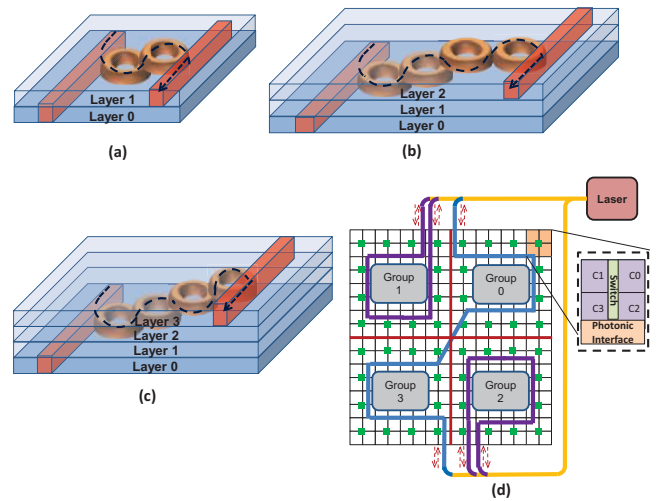 Layer 1
Layer 0
(a)
Layer 2
Layer 1
Layer 0
(b)
Layer 3
Layer 2
Layer 1
Layer 0
(c)
Laser
Group
1
Group
0
Group
3
Group
2
C1
Switch
C0
C3
C2
Photonic
Interface
(d)